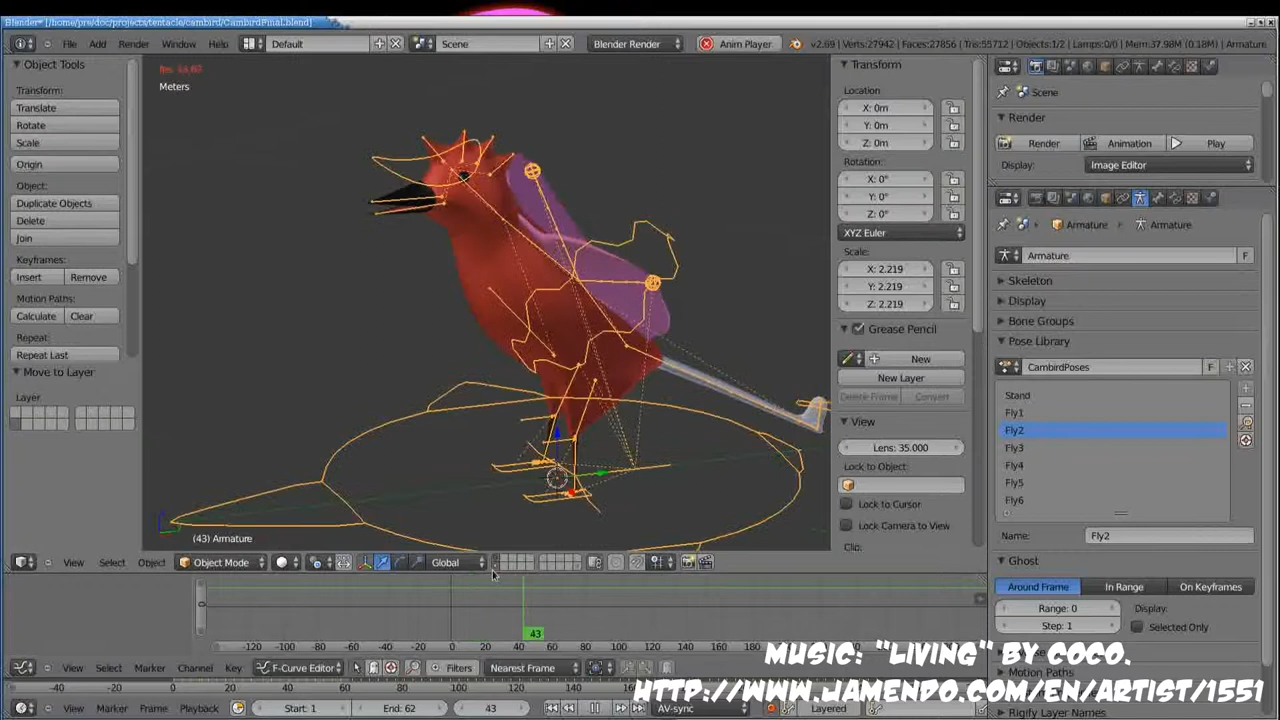 Blender* [/home/pre/doc/projects/tentacle/cambird/CambirdFinal.blend]
File Add Render Window Help Default Scene Blender Render Anim Player v2.69 | Verts:27942 | Faces:27856 | Tris:55712 | Objects:1/2 | Lamps:0/0 | Mem:37.98M (0.18M) | Armature
Object Tools
Transform:
Translate
Rotate
Scale
Origin
Object:
Duplicate Objects
Delete
Join
Keyframes:
Insert Remove
Motion Paths:
Calculate Clear
Repeat:
Repeat Last
Move to Layer
Layer
Meters
(43) Armature
Transform
Location
X: 0m
Y: 0m
Z: 0m
Rotation:
X: 0°
Y: 0°
Z: 0°
XYZ Euler
Scale:
X: 2.219
Y: 2.219
Z: 2.219
Grease Pencil
New
New Layer
Delete Frame Convert
View
Lens: 35.000
Lock to Object:
Lock to Cursor
Lock Camera to View
Clip:
Scene
Render
Render Animation Play
Display: Image Editor
Armature Armature
Armature F
Skeleton
Display
Bone Groups
Pose Library
CambirdPoses F
Stand
Fly1
Fly2
Fly3
Fly4
Fly5
Fly6
Name: Fly2
Ghost
Around Frame In Range On Keyframes
Range: 0 Display:
Step: 1 Selected Only
Motion Paths
Rigify Layer Names
View Select Object Object Mode Global
43
-120 -100 -80 -60 -40 -20 0 20 40 60 80 100 120 140 160 180
View Select Marker Channel Key F-Curve Editor Filters Nearest Frame
-40 -20 0 20 40 60 80 100 120
View Marker Frame Playback Start: 1 End: 62 43 AV-sync Layered
MUSIC: "LIVING" BY COCO.
HTTP://WWW.JAMENDO.COM/EN/ARTIST/1551